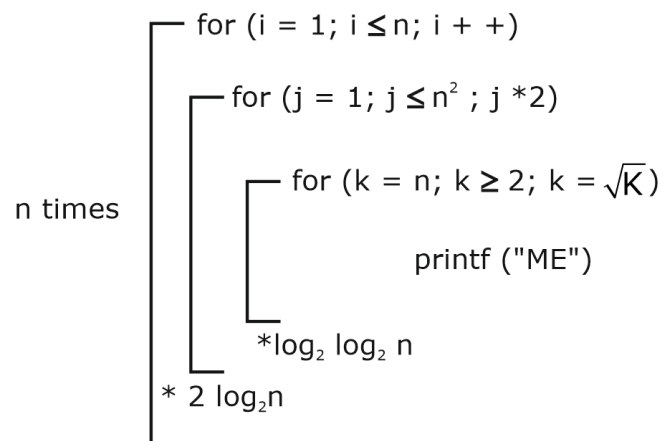 for (i = 1; i ≤ n; i + +)
for (j = 1; j ≤ n² ; j *2)
for (k = n; k ≥ 2; k = √K )
n times
printf ("ME")
*log₂ log₂ n
* 2 log₂n